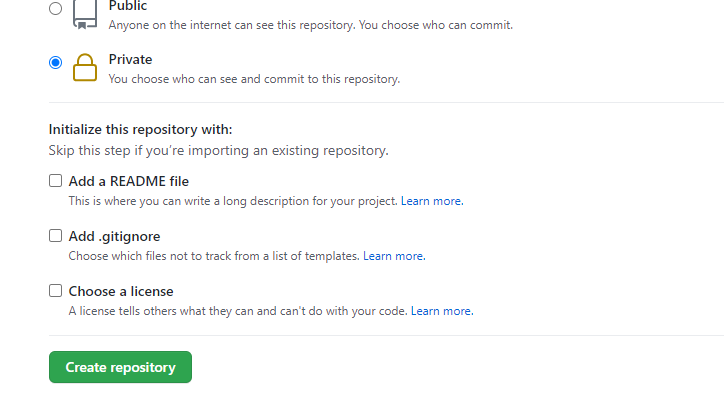 Public
Anyone on the internet can see this repository. You choose who can commit.
Private
You choose who can see and commit to this repository.
Initialize this repository with:
Skip this step if you’re importing an existing repository.
Add a README file
This is where you can write a long description for your project. Learn more.
Add .gitignore
Choose which files not to track from a list of templates. Learn more.
Choose a license
A license tells others what they can and can't do with your code. Learn more.
Create repository